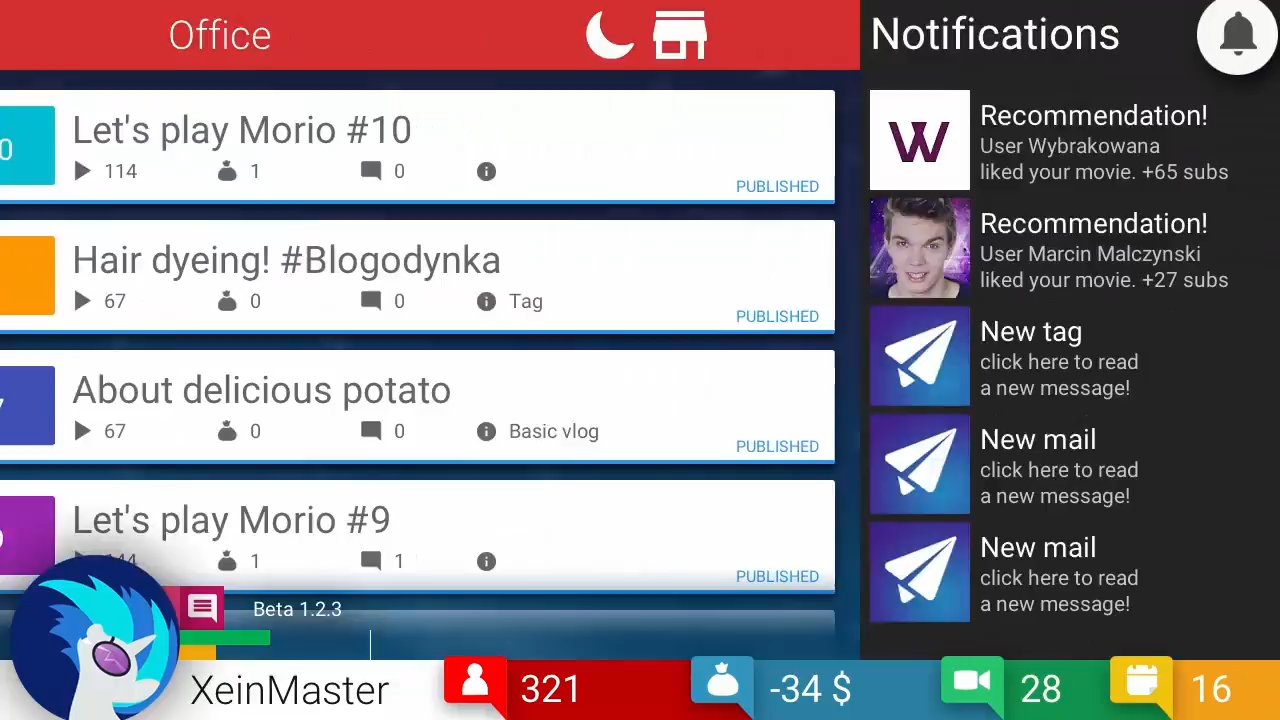 Office
Let's play Morio #10
114 1 0
PUBLISHED
Hair dyeing! #Blogodynka
67 0 0 Tag
PUBLISHED
About delicious potato
67 0 0 Basic vlog
PUBLISHED
Let's play Morio #9
1 1
PUBLISHED
Beta 1.2.3
XeinMaster
321
-34 $
28
16
Notifications
W
Recommendation!
User Wybrakowana
liked your movie. +65 subs
Recommendation!
User Marcin Malczynski
liked your movie. +27 subs
New tag
click here to read
a new message!
New mail
click here to read
a new message!
New mail
click here to read
a new message!